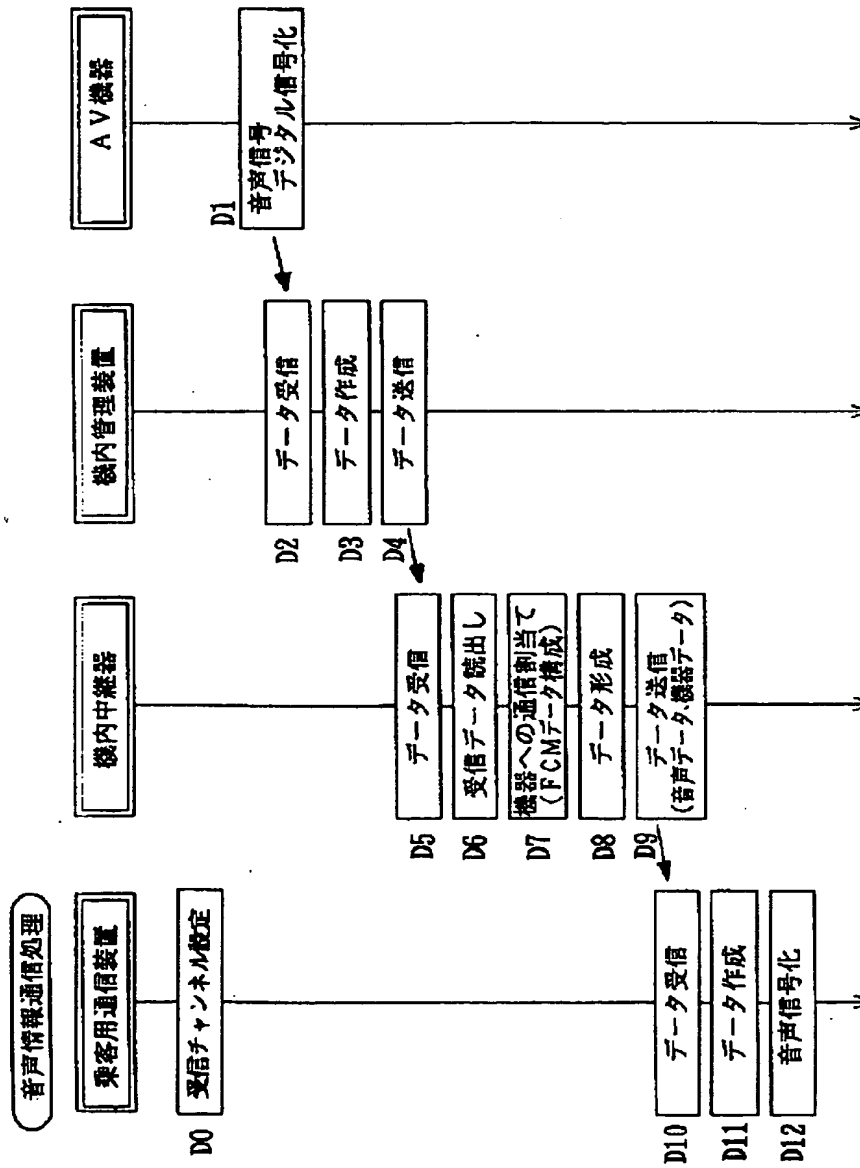 音声情報通信処理
乗客用通信装置
D0
受信チャンネル設定
D10
データ受信
D11
データ作成
D12
音声信号化
機内中継器
D5
データ受信
D6
受信データ読出し
D7
機器への通信割当て
(FCMデータ構成)
D8
データ形成
D9
データ送信
(音声データ、機器データ)
機内管理装置
D2
データ受信
D3
データ作成
D4
データ送信
AV機器
D1
音声信号
デジタル信号化